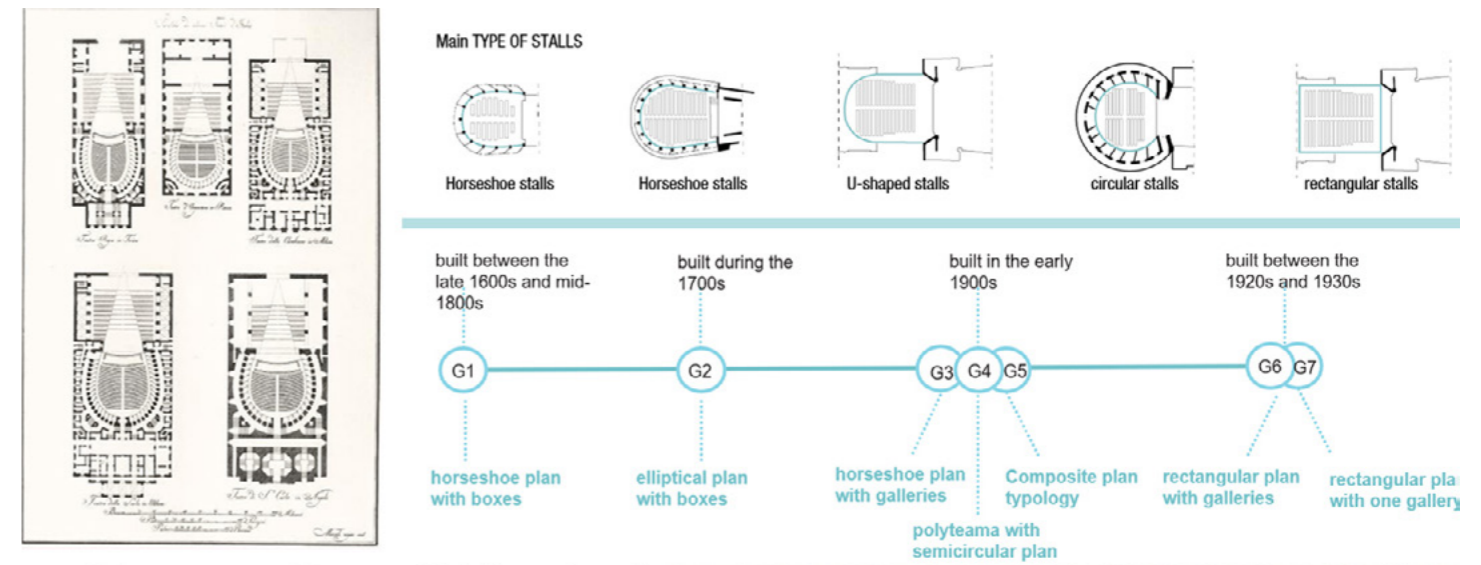 Main TYPE OF STALLS
Horseshoe stalls
Horseshoe stalls
U-shaped stalls
circular stalls
rectangular stalls
built between the
late 1600s and mid-
1800s
built during the
1700s
built in the early
1900s
built between the
1920s and 1930s
G1
G2
G3
G4
G5
G6
G7
horseshoe plan
with boxes
elliptical plan
with boxes
horseshoe plan
with galleries
polyteama with
semicircular plan
Composite plan
typology
rectangular plan
with galleries
rectangular pla
with one gallery